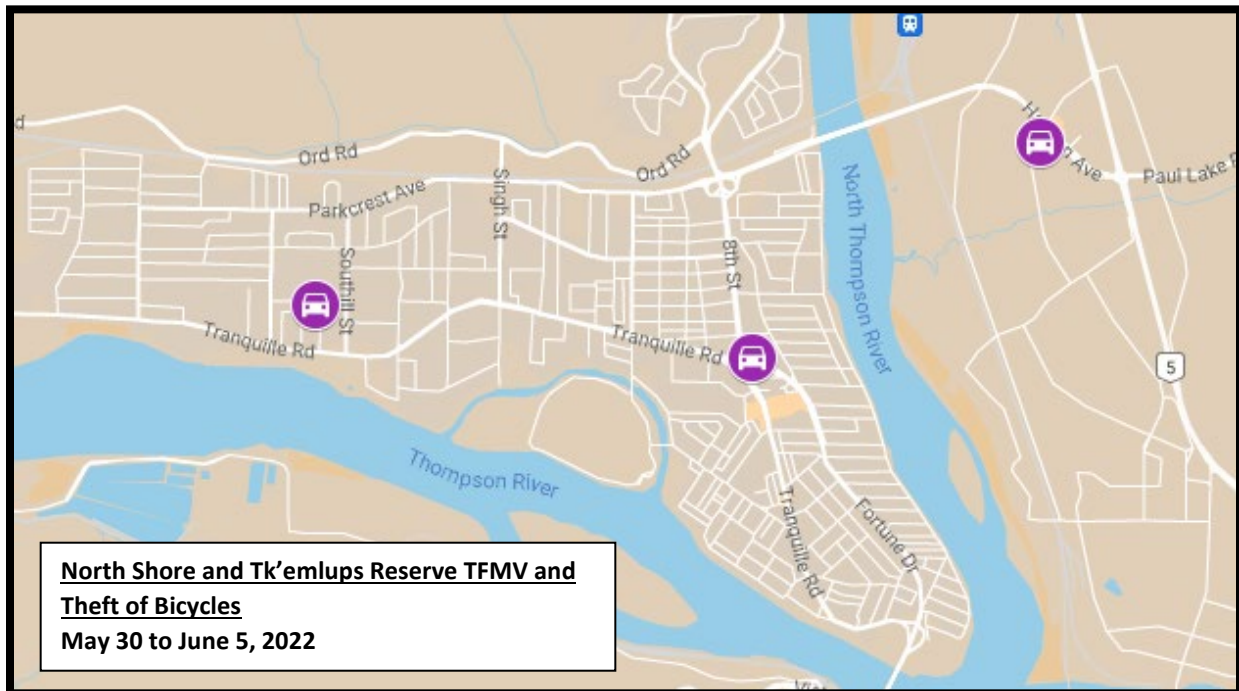 d
Ord Rd
Ord Rd
Parkcrest Ave
Singh St
Southill St
8th St
North Thompson River
Paul Lake
Ave
Tranquille Rd
Tranquille Rd
5
Thompson River
Tranquille Rd
Fortune Dr
North Shore and Tk’emlups Reserve TFMV and
Theft of Bicycles
May 30 to June 5, 2022